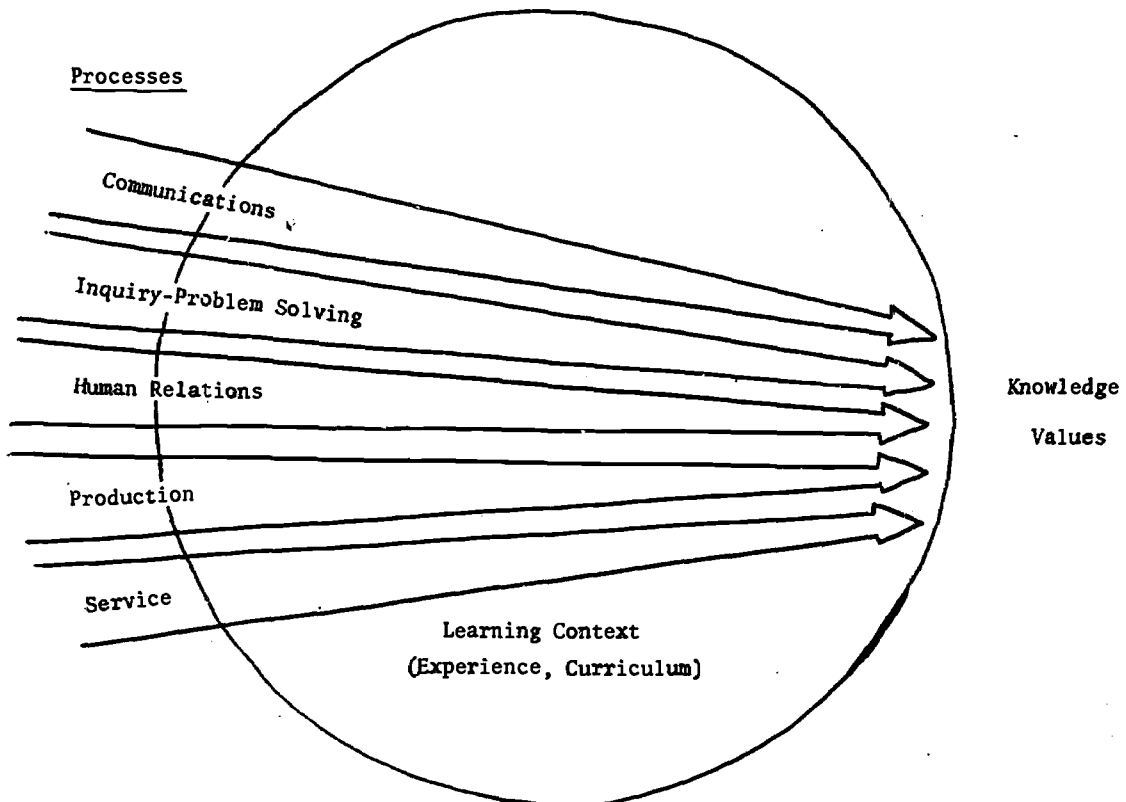 Processes
Communications
Inquiry-Problem Solving
Human Relations
Production
Service
Learning Context
(Experience, Curriculum)
Knowledge
Values